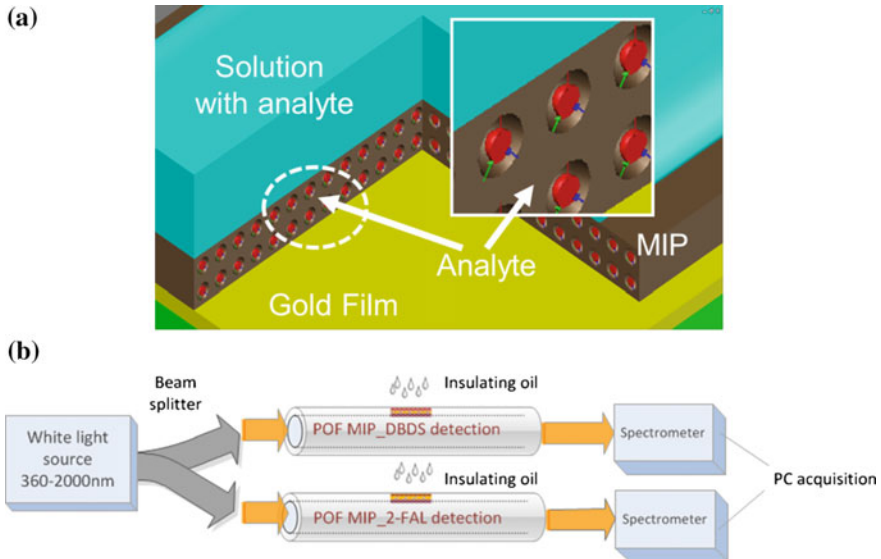 (a)
Solution
with analyte
MIP
Analyte
Gold Film
(b)
Beam
splitter
Insulating oil
White light
source
360-2000nm
POF MIP_DBDS detection
Spectrometer
PC acquisition
Insulating oil
POF MIP_2-FAL detection
Spectrometer